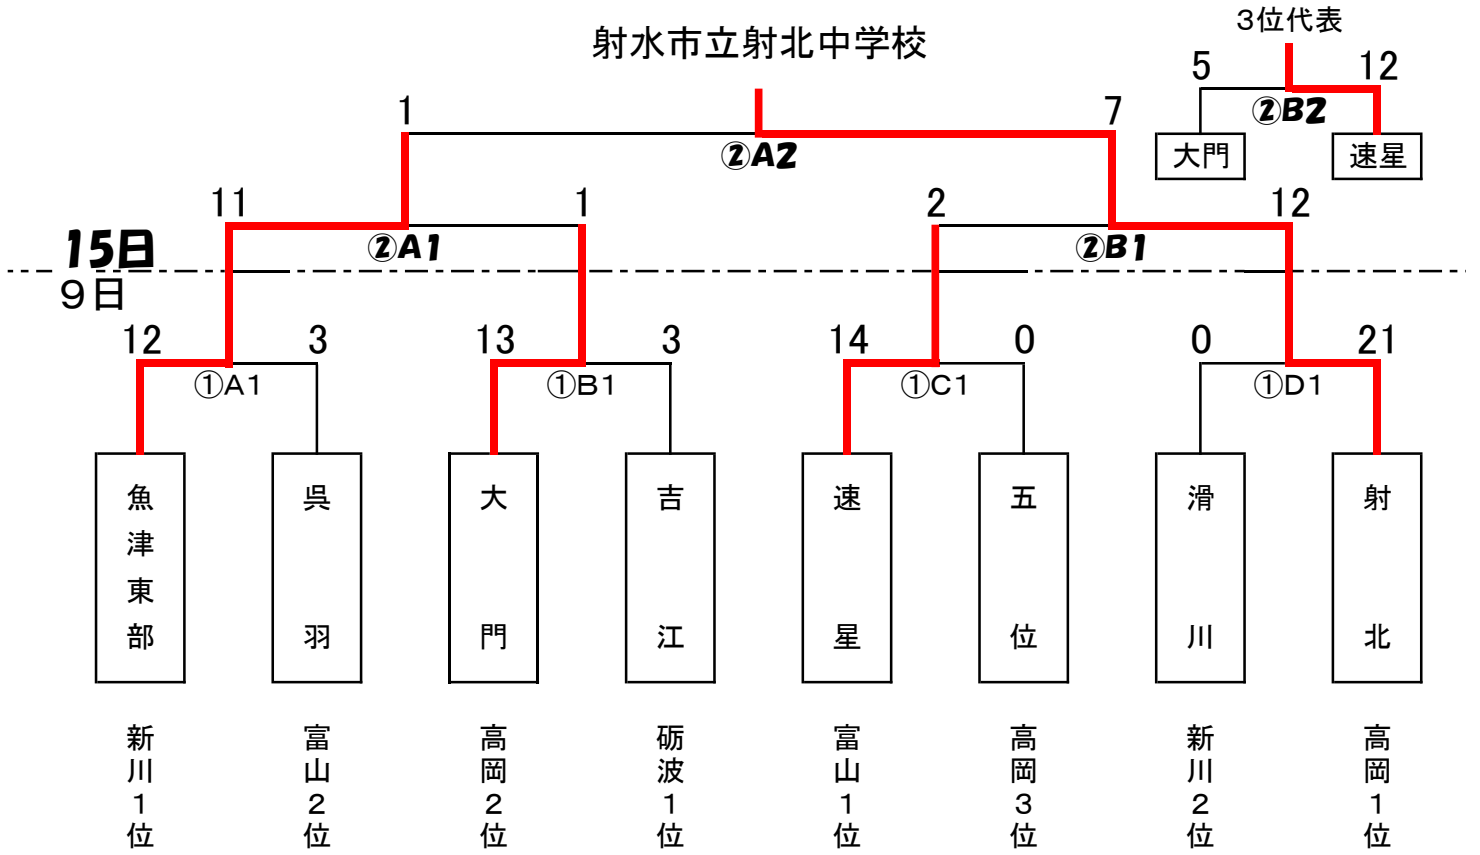 射水市立射北中学校
3位代表
5 12
②B2
大門 速星
1 7
②A2
11 1 2 12
②A1 ②B1
15日
9日
12 3 13 3 14 0 0 21
①A1 ①B1 ①C1 ①D1
魚津東部
呉羽
大門
吉江
速星
五位
滑川
射北
新川1位
富山2位
高岡2位
砺波1位
富山1位
高岡3位
新川2位
高岡1位